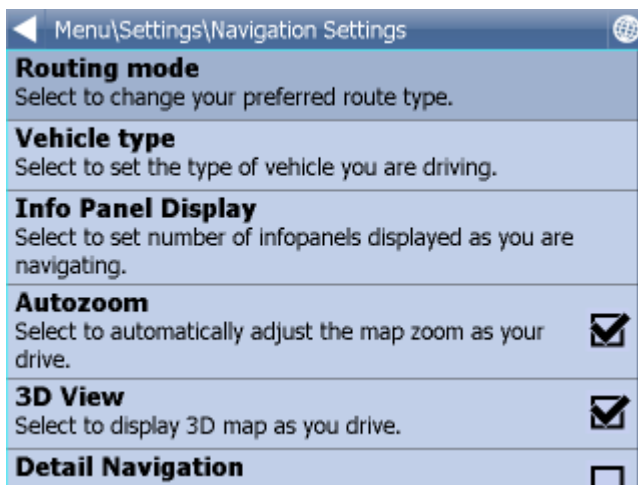 Menu\Settings\Navigation Settings
Routing mode
Select to change your preferred route type.
Vehicle type
Select to set the type of vehicle you are driving.
Info Panel Display
Select to set number of infopanels displayed as you are
navigating.
Autozoom
Select to automatically adjust the map zoom as your
drive.
3D View
Select to display 3D map as you drive.
Detail Navigation